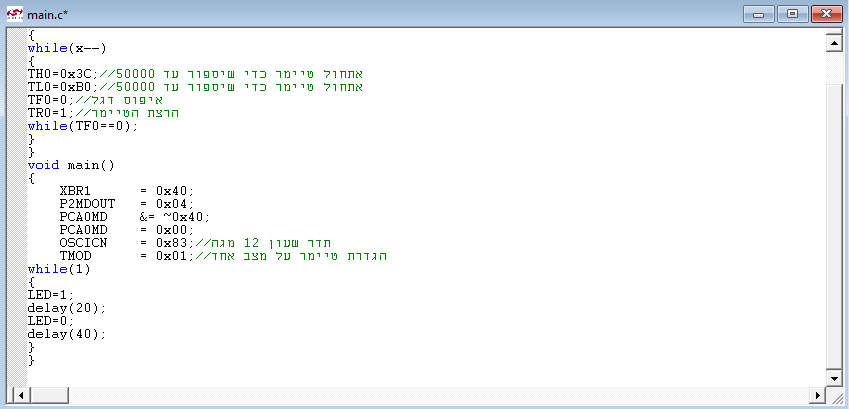 main.c*
{
while(x--)
{
TH0=0x3C;//אתחול טיימר כדי שיספור עד 50000
TL0=0xB0;//אתחול טיימר כדי שיספור עד 50000
TF0=0;//איפוס דגל
TR0=1;//הרצת הטיימר
while(TF0==0);
}
}
void main()
{
XBR1 = 0x40;
P2MDOUT = 0x04;
PCA0MD &= ~0x40;
PCA0MD = 0x00;
OSCICN = 0x83;//תדר שעון 12 מגה
TMOD = 0x01;//הגדרת טיימר על מצב אחד
while(1)
{
LED=1;
delay(20);
LED=0;
delay(40);
}
}